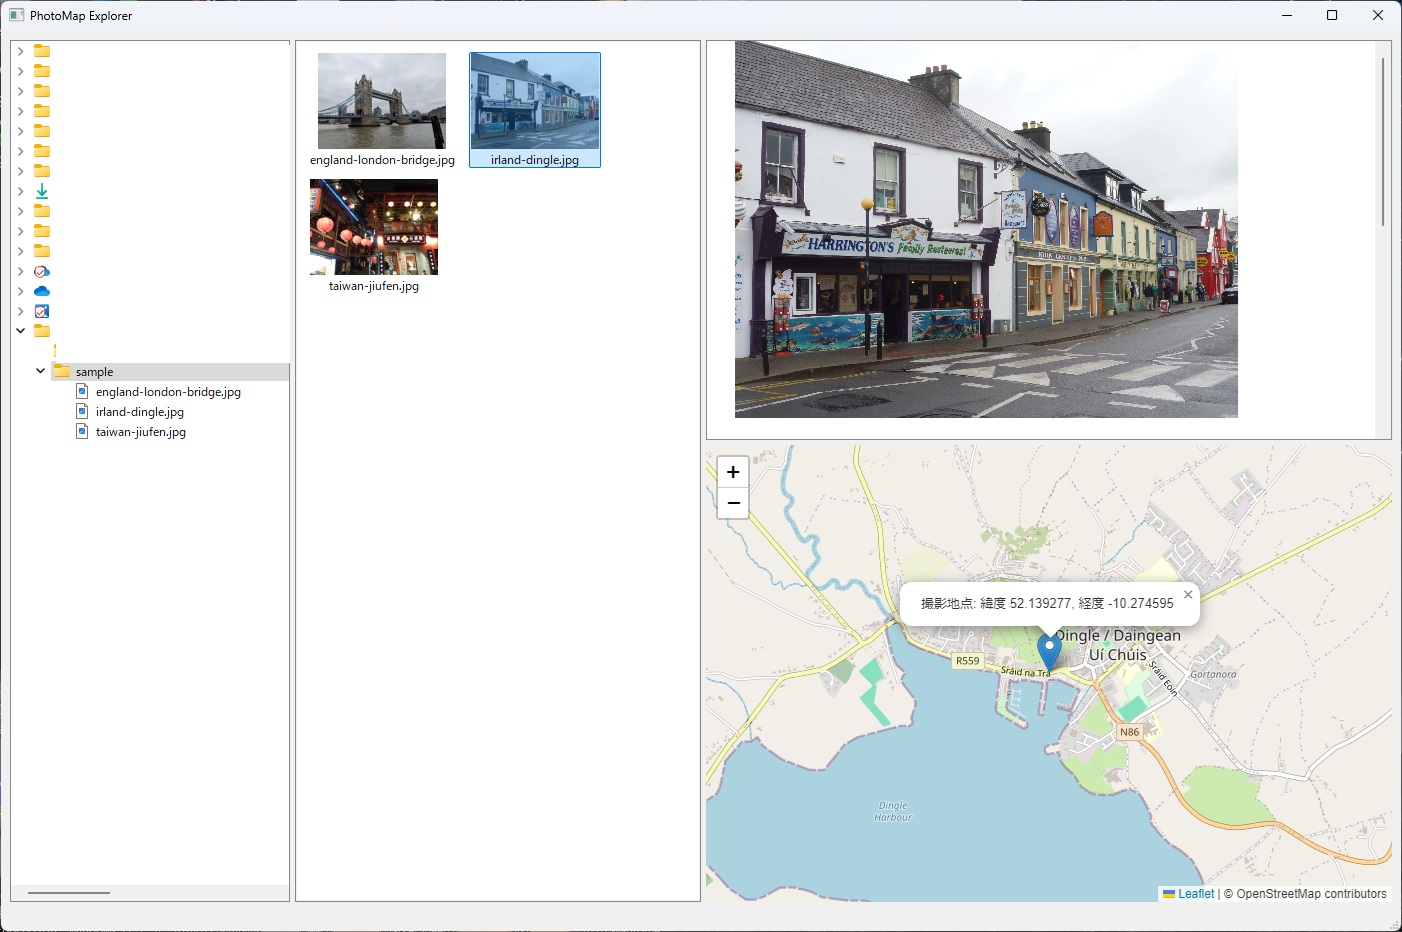 PhotoMap Explorer
sample
england-london-bridge.jpg
irland-dingle.jpg
taiwan-jiufen.jpg
england-london-bridge.jpg
irland-dingle.jpg
taiwan-jiufen.jpg
HARRINGTON'S Family Restaurant
+
−
撮影地点: 緯度 52.139277, 経度 -10.274595
×
Dingle / Daingean
Uí Chúis
R559
Sráid na Trá
Sráid Eoin
Gortanora
N86
Dingle
Harbour
Leaflet | © OpenStreetMap contributors